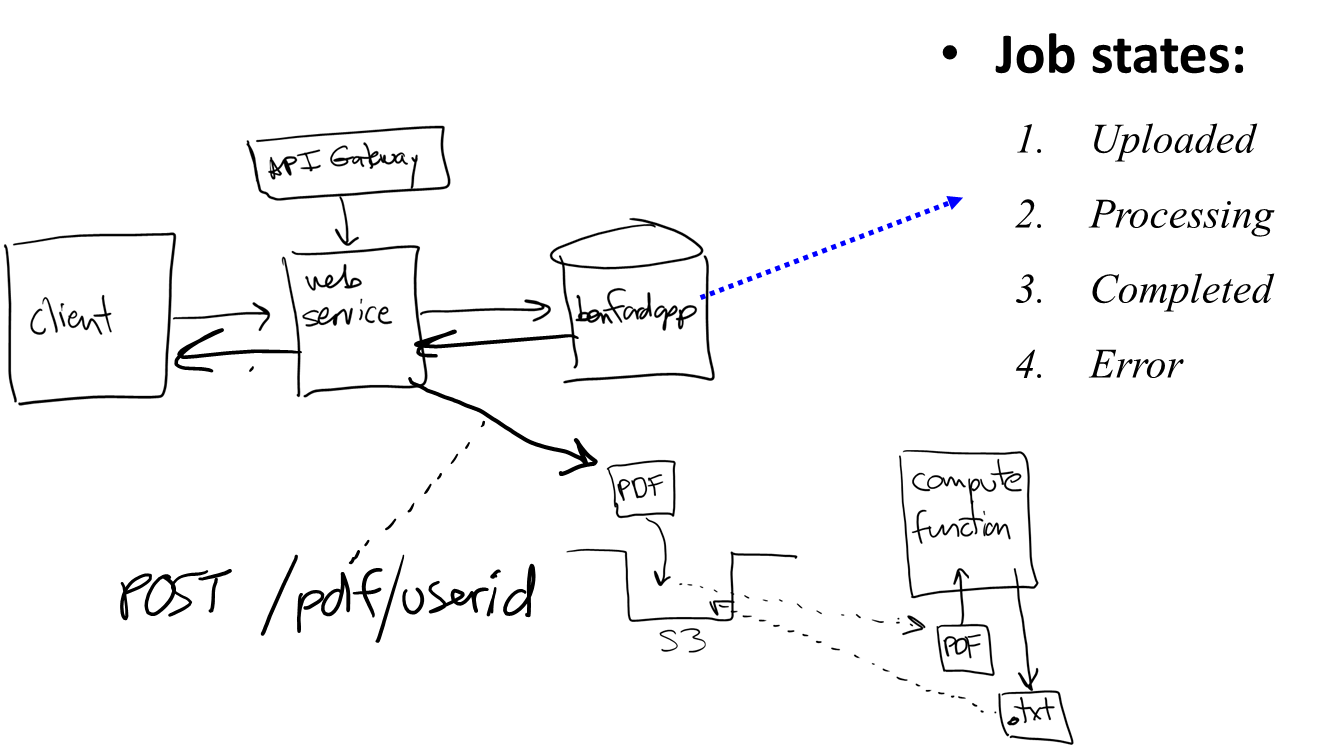 • Job states:
1. Uploaded
2. Processing
3. Completed
4. Error
API Gateway
client
web
service
benfordapp
PDF
compute
function
POST /pdf/userid
S3
PDF
.txt